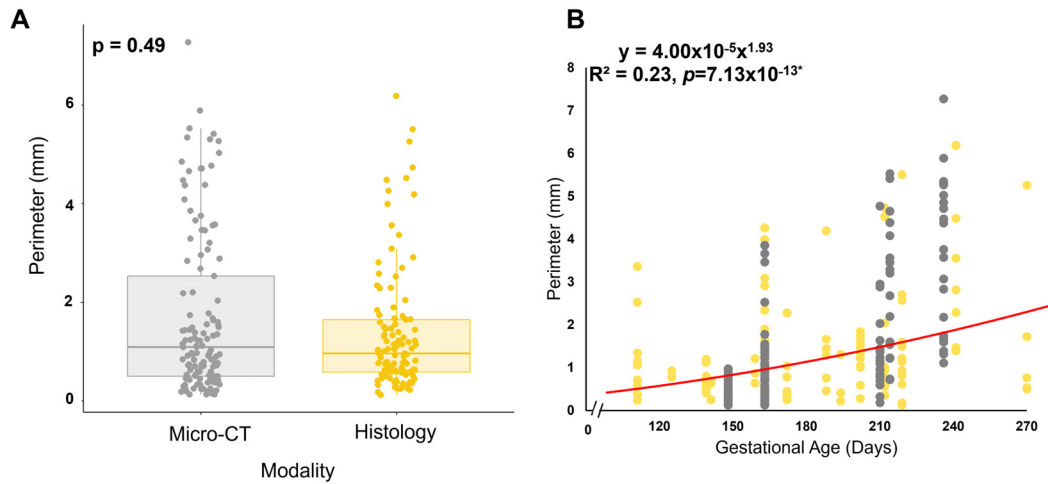 A
p = 0.49
Perimeter (mm)
6
4
2
0
Micro-CT
Histology
Modality
B
y = 4.00x10⁻⁵x¹·⁹³
R² = 0.23, p=7.13x10⁻¹³*
Perimeter (mm)
8
7
6
5
4
3
2
1
0
0 120 150 180 210 240 270
Gestational Age (Days)